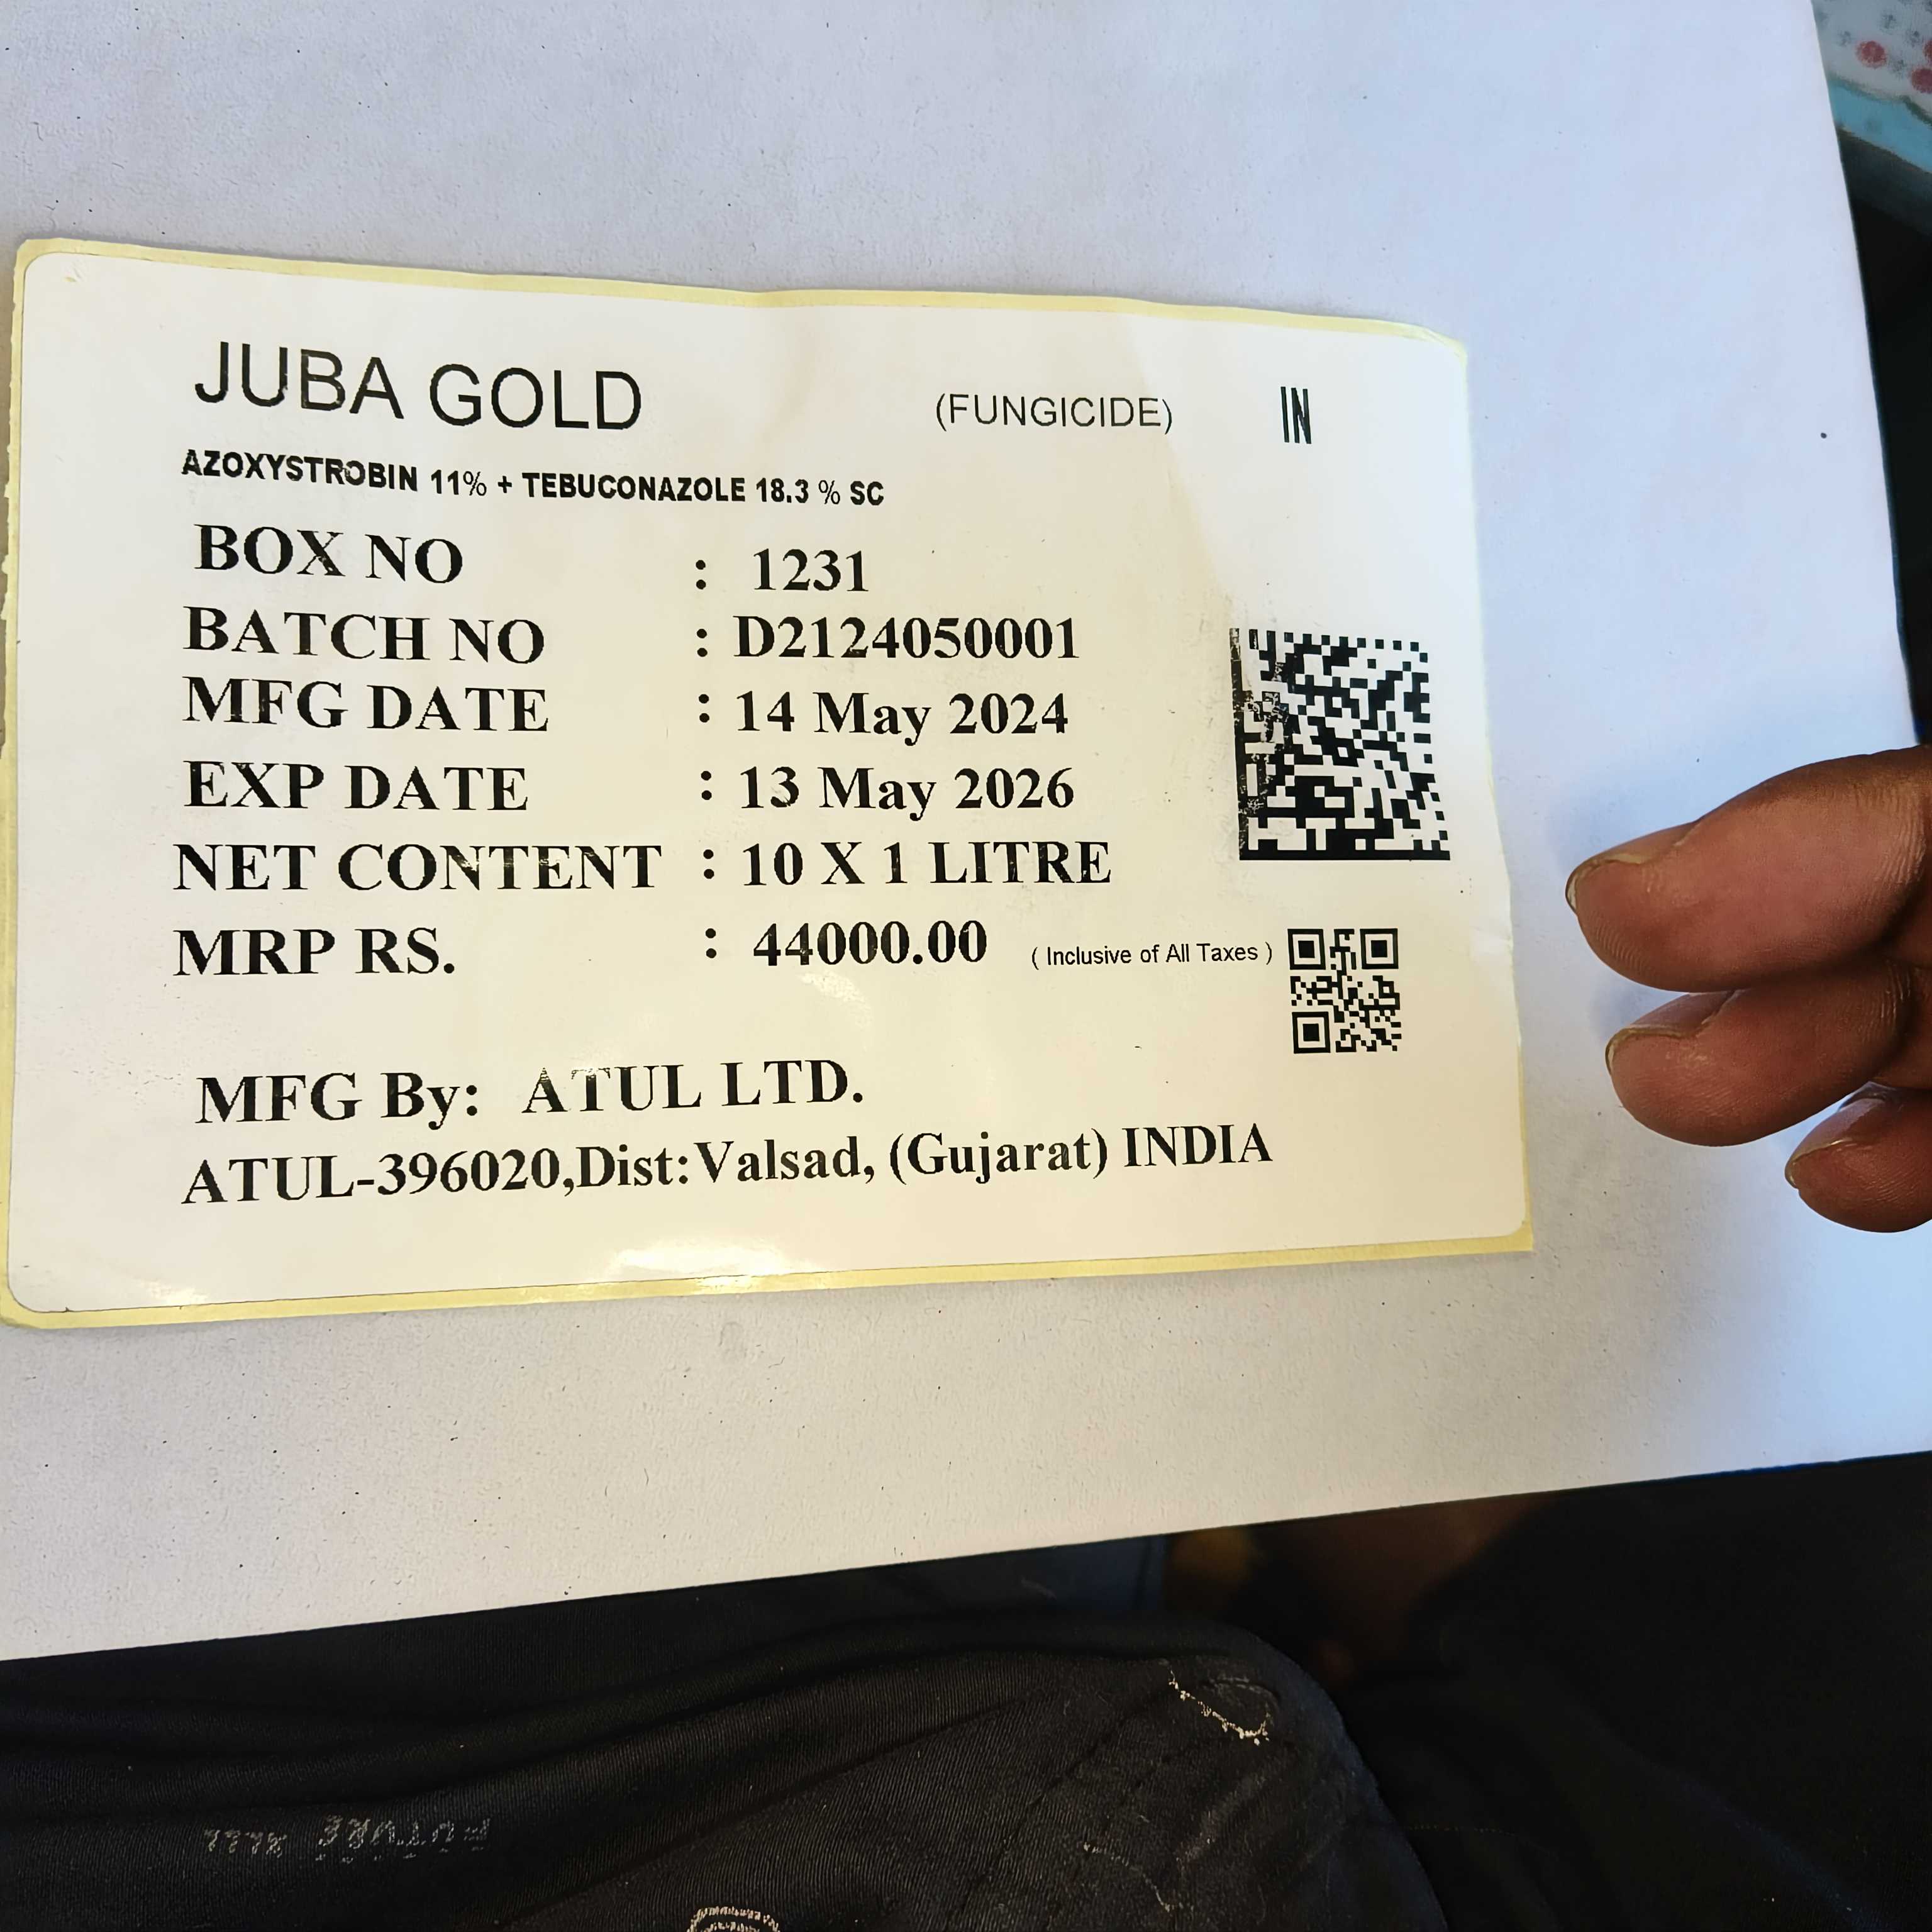 JUBA GOLD (FUNGICIDE) IN
AZOXYSTROBIN 11% + TEBUCONAZOLE 18.3 % SC
BOX NO : 1231
BATCH NO : D2124050001
MFG DATE : 14 May 2024
EXP DATE : 13 May 2026
NET CONTENT : 10 X 1 LITRE
MRP RS. : 44000.00 ( Inclusive of All Taxes )
MFG By: ATUL LTD.
ATUL-396020,Dist:Valsad, (Gujarat) INDIA